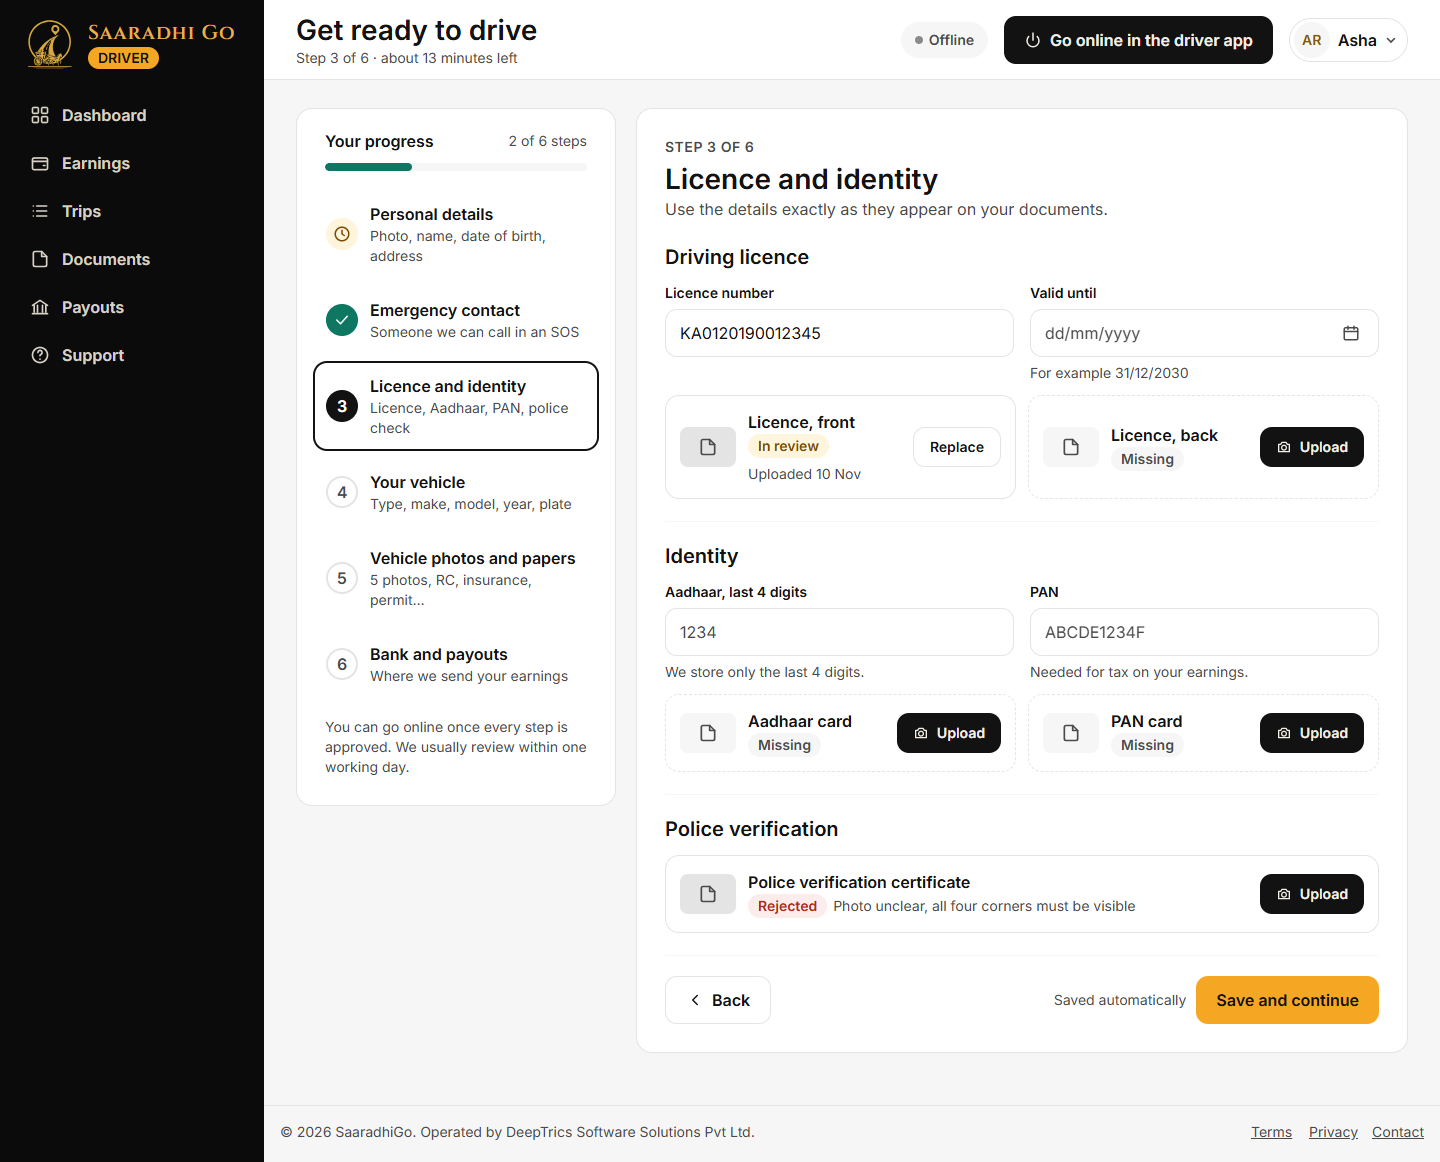 SAARADHI GO
DRIVER
Dashboard
Earnings
Trips
Documents
Payouts
Support
Get ready to drive
Step 3 of 6 · about 13 minutes left
Offline
Go online in the driver app
AR
Asha
Your progress
2 of 6 steps
Personal details
Photo, name, date of birth,
address
Emergency contact
Someone we can call in an SOS
3
Licence and identity
Licence, Aadhaar, PAN, police
check
4
Your vehicle
Type, make, model, year, plate
5
Vehicle photos and papers
5 photos, RC, insurance,
permit...
6
Bank and payouts
Where we send your earnings
You can go online once every step is
approved. We usually review within one
working day.
STEP 3 OF 6
Licence and identity
Use the details exactly as they appear on your documents.
Driving licence
Licence number
Valid until
KA0120190012345
dd/mm/yyyy
For example 31/12/2030
Licence, front
In review
Uploaded 10 Nov
Replace
Licence, back
Missing
Upload
Identity
Aadhaar, last 4 digits
PAN
1234
ABCDE1234F
We store only the last 4 digits.
Needed for tax on your earnings.
Aadhaar card
Missing
Upload
PAN card
Missing
Upload
Police verification
Police verification certificate
Rejected Photo unclear, all four corners must be visible
Upload
Back
Saved automatically
Save and continue
© 2026 SaaradhiGo. Operated by DeepTrics Software Solutions Pvt Ltd.
Terms Privacy Contact